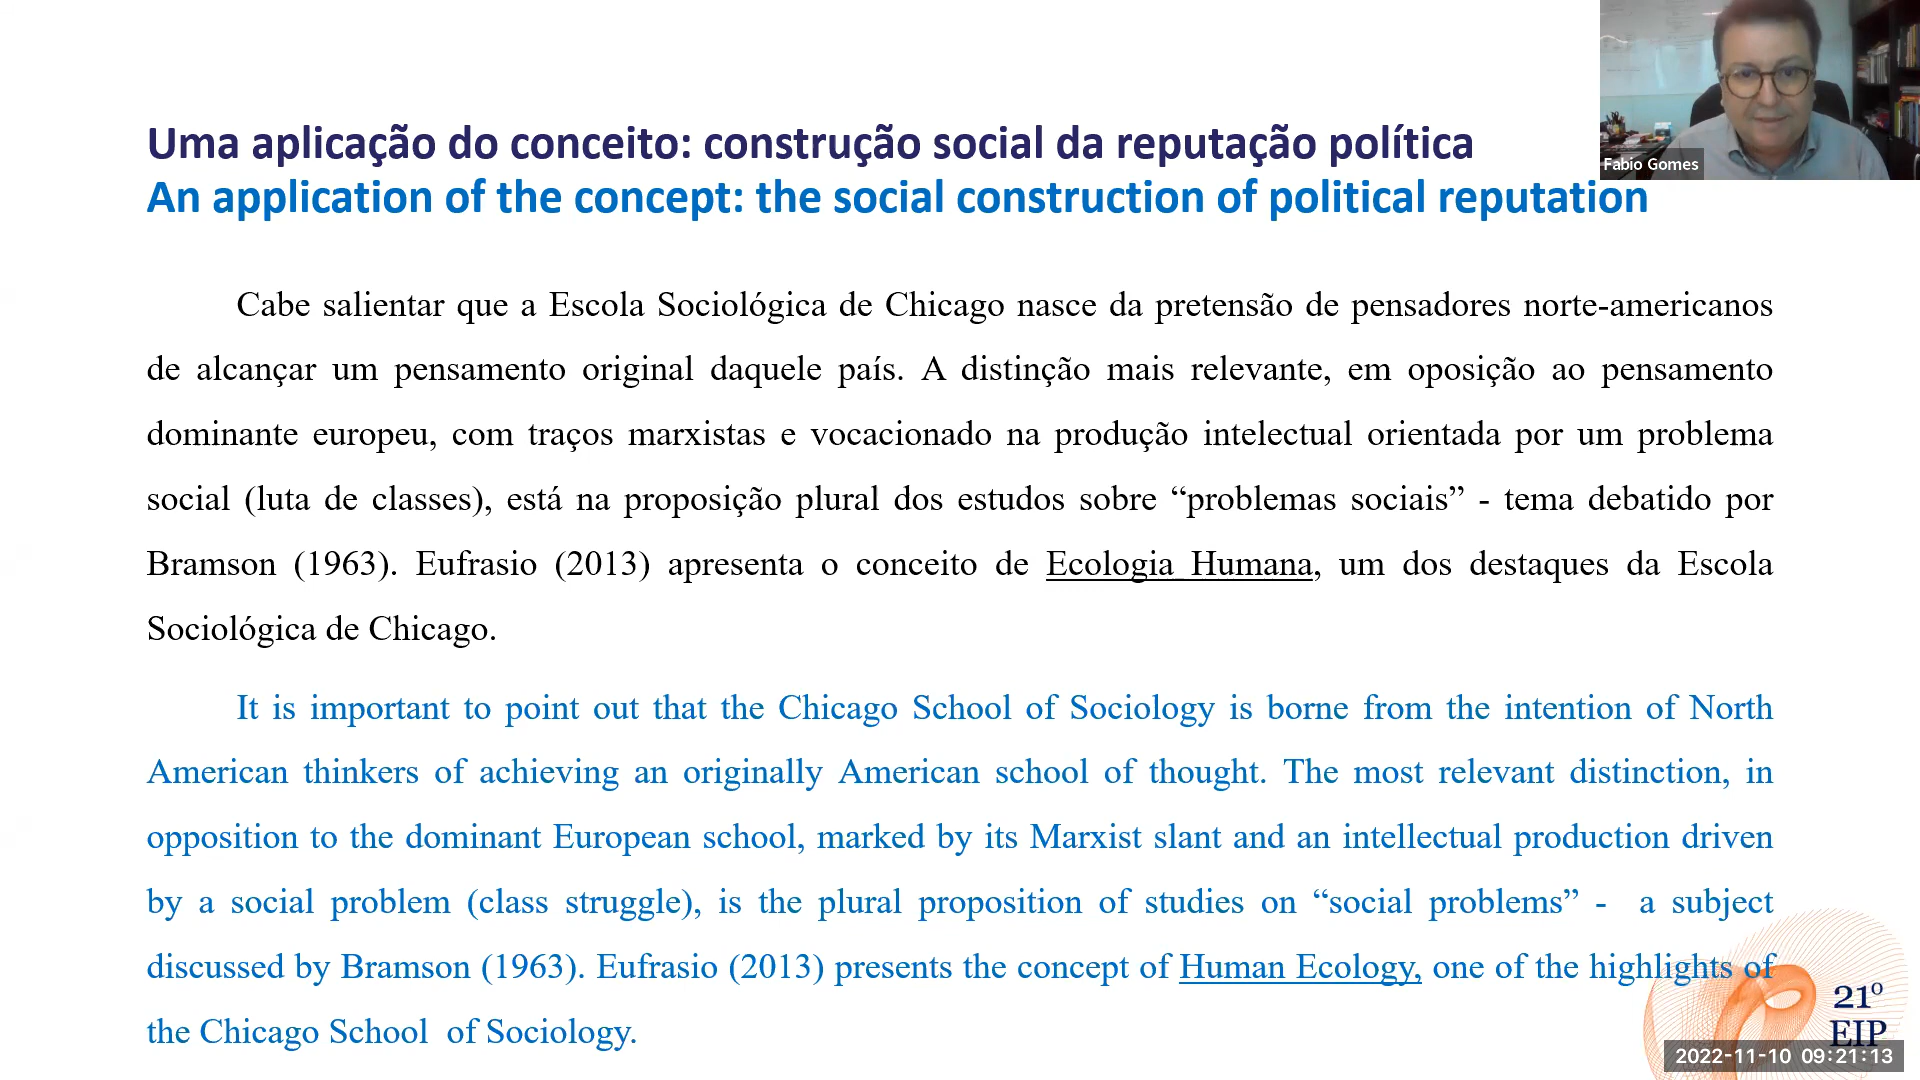 Uma aplicação do conceito: construção social da reputação política
An application of the concept: the social construction of political reputation
Fabio Gomes
Cabe salientar que a Escola Sociológica de Chicago nasce da pretensão de pensadores norte-americanos
de alcançar um pensamento original daquele país. A distinção mais relevante, em oposição ao pensamento
dominante europeu, com traços marxistas e vocacionado na produção intelectual orientada por um problema
social (luta de classes), está na proposição plural dos estudos sobre “problemas sociais” - tema debatido por
Bramson (1963). Eufrasio (2013) apresenta o conceito de Ecologia Humana, um dos destaques da Escola
Sociológica de Chicago.
It is important to point out that the Chicago School of Sociology is borne from the intention of North
American thinkers of achieving an originally American school of thought. The most relevant distinction, in
opposition to the dominant European school, marked by its Marxist slant and an intellectual production driven
by a social problem (class struggle), is the plural proposition of studies on “social problems” - a subject
discussed by Bramson (1963). Eufrasio (2013) presents the concept of Human Ecology, one of the highlights of
the Chicago School of Sociology.
21º
EIP
2022-11-10 09:21:13